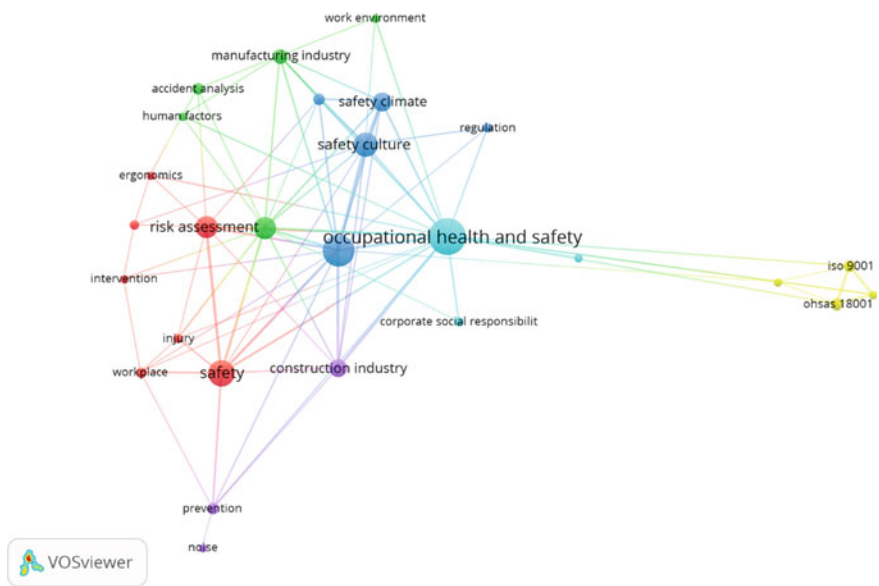 work environment
manufacturing industry
accident analysis
safety climate
human factors
regulation
safety culture
ergonomics
risk assessment
occupational health and safety
iso 9001
intervention
ohsas 18001
corporate social responsibilit
injury
construction industry
workplace
safety
prevention
noise
VOSviewer